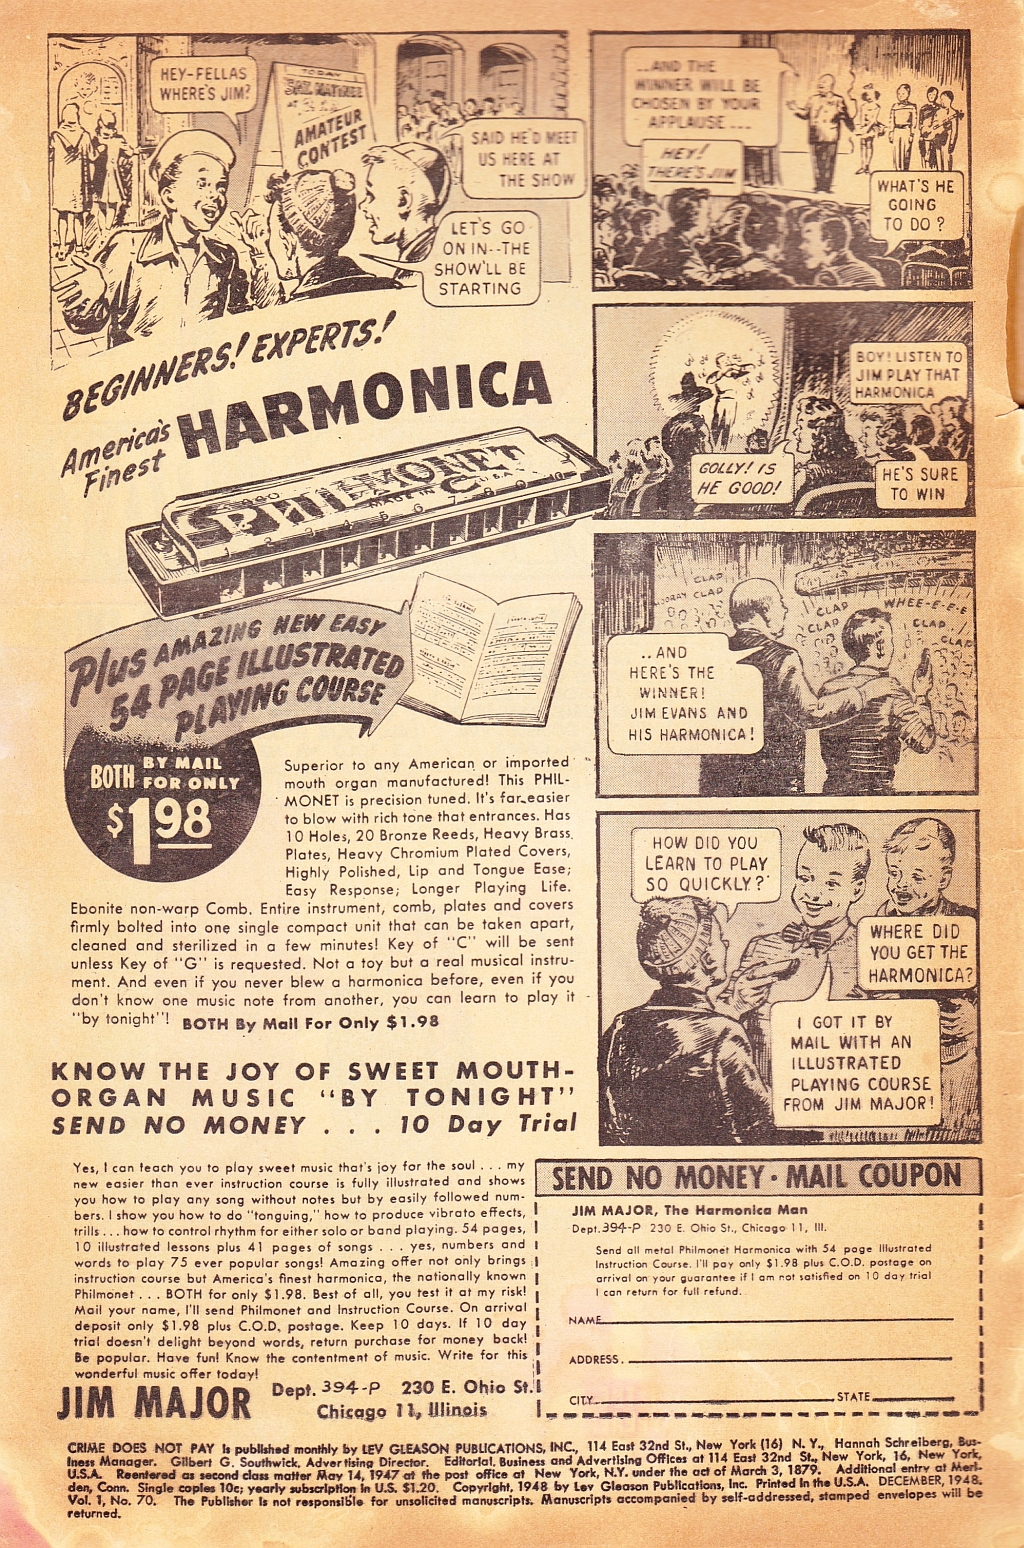 HEY-FELLAS
WHERE'S JIM?
TODAY
AMATEUR
CONTEST
SAID HE'D MEET
US HERE AT
THE SHOW
LET'S GO
ON IN--THE
SHOW'LL BE
STARTING
...AND THE
WINNER WILL BE
CHOSEN BY YOUR
APPLAUSE...
HEY!
THERE'S JIM
WHAT'S HE
GOING
TO DO?
BOY! LISTEN TO
JIM PLAY THAT
HARMONICA
GOLLY! IS
HE GOOD!
HE'S SURE
TO WIN
CLAP
CLAP
CLAP
WHEE-E-E-E
CLAP
CLAP
..AND
HERE'S THE
WINNER!
JIM EVANS AND
HIS HARMONICA!
HOW DID YOU
LEARN TO PLAY
SO QUICKLY?
WHERE DID
YOU GET THE
HARMONICA?
I GOT IT BY
MAIL WITH AN
ILLUSTRATED
PLAYING COURSE
FROM JIM MAJOR!
BEGINNERS! EXPERTS!
America's
Finest
HARMONICA
PHILMONET
MADE IN U.S.A.
C
Plus AMAZING NEW EASY
54 PAGE ILLUSTRATED
PLAYING COURSE
BOTH BY MAIL
FOR ONLY
$1.98
Superior to any American or imported
mouth organ manufactured! This PHIL-
MONET is precision tuned. It's far easier
to blow with rich tone that entrances. Has
10 Holes, 20 Bronze Reeds, Heavy Brass
Plates, Heavy Chromium Plated Covers,
Highly Polished, Lip and Tongue Ease;
Easy Response; Longer Playing Life.
Ebonite non-warp Comb. Entire instrument, comb, plates and covers
firmly bolted into one single compact unit that can be taken apart,
cleaned and sterilized in a few minutes! Key of "C" will be sent
unless Key of "G" is requested. Not a toy but a real musical instru-
ment. And even if you never blew a harmonica before, even if you
don't know one music note from another, you can learn to play it
"by tonight"! BOTH By Mail For Only $1.98
KNOW THE JOY OF SWEET MOUTH-
ORGAN MUSIC "BY TONIGHT"
SEND NO MONEY . . . 10 Day Trial
Yes, I can teach you to play sweet music that's joy for the soul . . . my
new easier than ever instruction course is fully illustrated and shows
you how to play any song without notes but by easily followed num-
bers. I show you how to do "tonguing," how to produce vibrato effects,
trills . . . how to control rhythm for either solo or band playing. 54 pages,
10 illustrated lessons plus 41 pages of songs . . . yes, numbers and
words to play 75 ever popular songs! Amazing offer not only brings
instruction course but America's finest harmonica, the nationally known
Philmonet . . . BOTH for only $1.98. Best of all, you test it at my risk!
Mail your name, I'll send Philmonet and Instruction Course. On arrival
deposit only $1.98 plus C.O.D. postage. Keep 10 days. If 10 day
trial doesn't delight beyond words, return purchase for money back!
Be popular. Have fun! Know the contentment of music. Write for this
wonderful music offer today!
JIM MAJOR Dept. 394-P 230 E. Ohio St.
Chicago 11, Illinois
SEND NO MONEY · MAIL COUPON
JIM MAJOR, The Harmonica Man
Dept. 394-P 230 E. Ohio St., Chicago 11, Ill.
Send all metal Philmonet Harmonica with 54 page Illustrated
Instruction Course. I'll pay only $1.98 plus C.O.D. postage on
arrival on your guarantee if I am not satisfied on 10 day trial
I can return for full refund.
NAME
ADDRESS
CITY STATE
CRIME DOES NOT PAY is published monthly by LEV GLEASON PUBLICATIONS, INC., 114 East 32nd St., New York (16) N. Y., Hannah Schreiberg, Bus-
iness Manager. Gilbert G. Southwick, Advertising Director. Editorial, Business and Advertising Offices at 114 East 32nd St., New York, 16, New York,
U.S.A. Reentered as second class matter May 14, 1947 at the post office at New York, N.Y. under the act of March 3, 1879. Additional entry at Meri-
den, Conn. Single copies 10c; yearly subscription in U.S. $1.20. Copyright, 1948 by Lev Gleason Publications, Inc. Printed in the U.S.A. DECEMBER, 1948.
Vol. 1, No. 70. The Publisher is not responsible for unsolicited manuscripts. Manuscripts accompanied by self-addressed, stamped envelopes will be
returned.